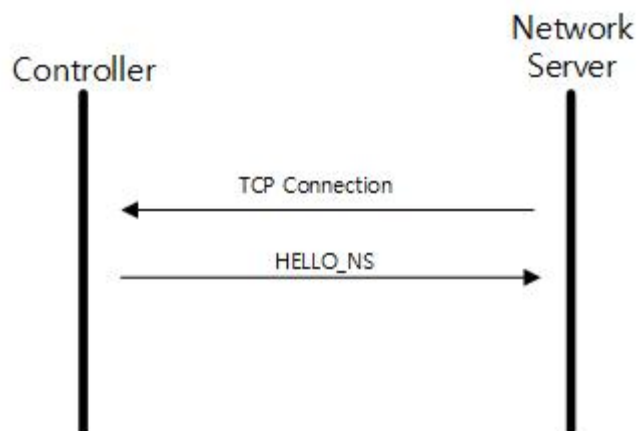 Controller
Network
Server
TCP Connection
HELLO_NS